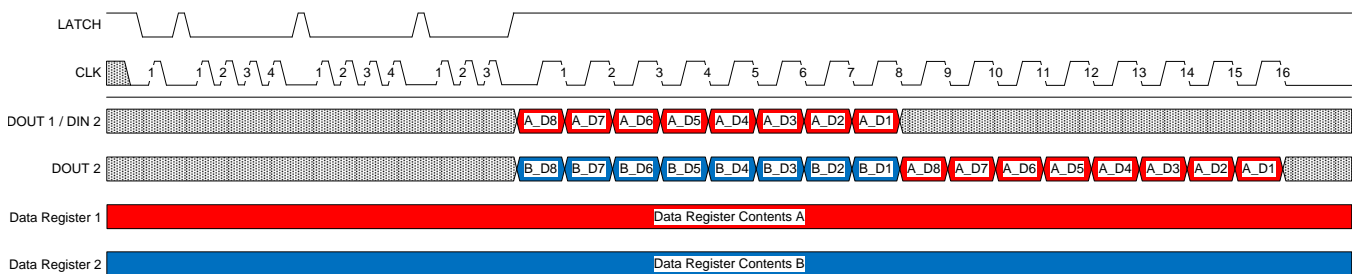 LATCH
CLK 1 1 2 3 4 1 2 3 4 1 2 3 1 2 3 4 5 6 7 8 9 10 11 12 13 14 15 16
DOUT 1 / DIN 2 A_D8 A_D7 A_D6 A_D5 A_D4 A_D3 A_D2 A_D1
DOUT 2 B_D8 B_D7 B_D6 B_D5 B_D4 B_D3 B_D2 B_D1 A_D8 A_D7 A_D6 A_D5 A_D4 A_D3 A_D2 A_D1
Data Register 1 Data Register Contents A
Data Register 2 Data Register Contents B